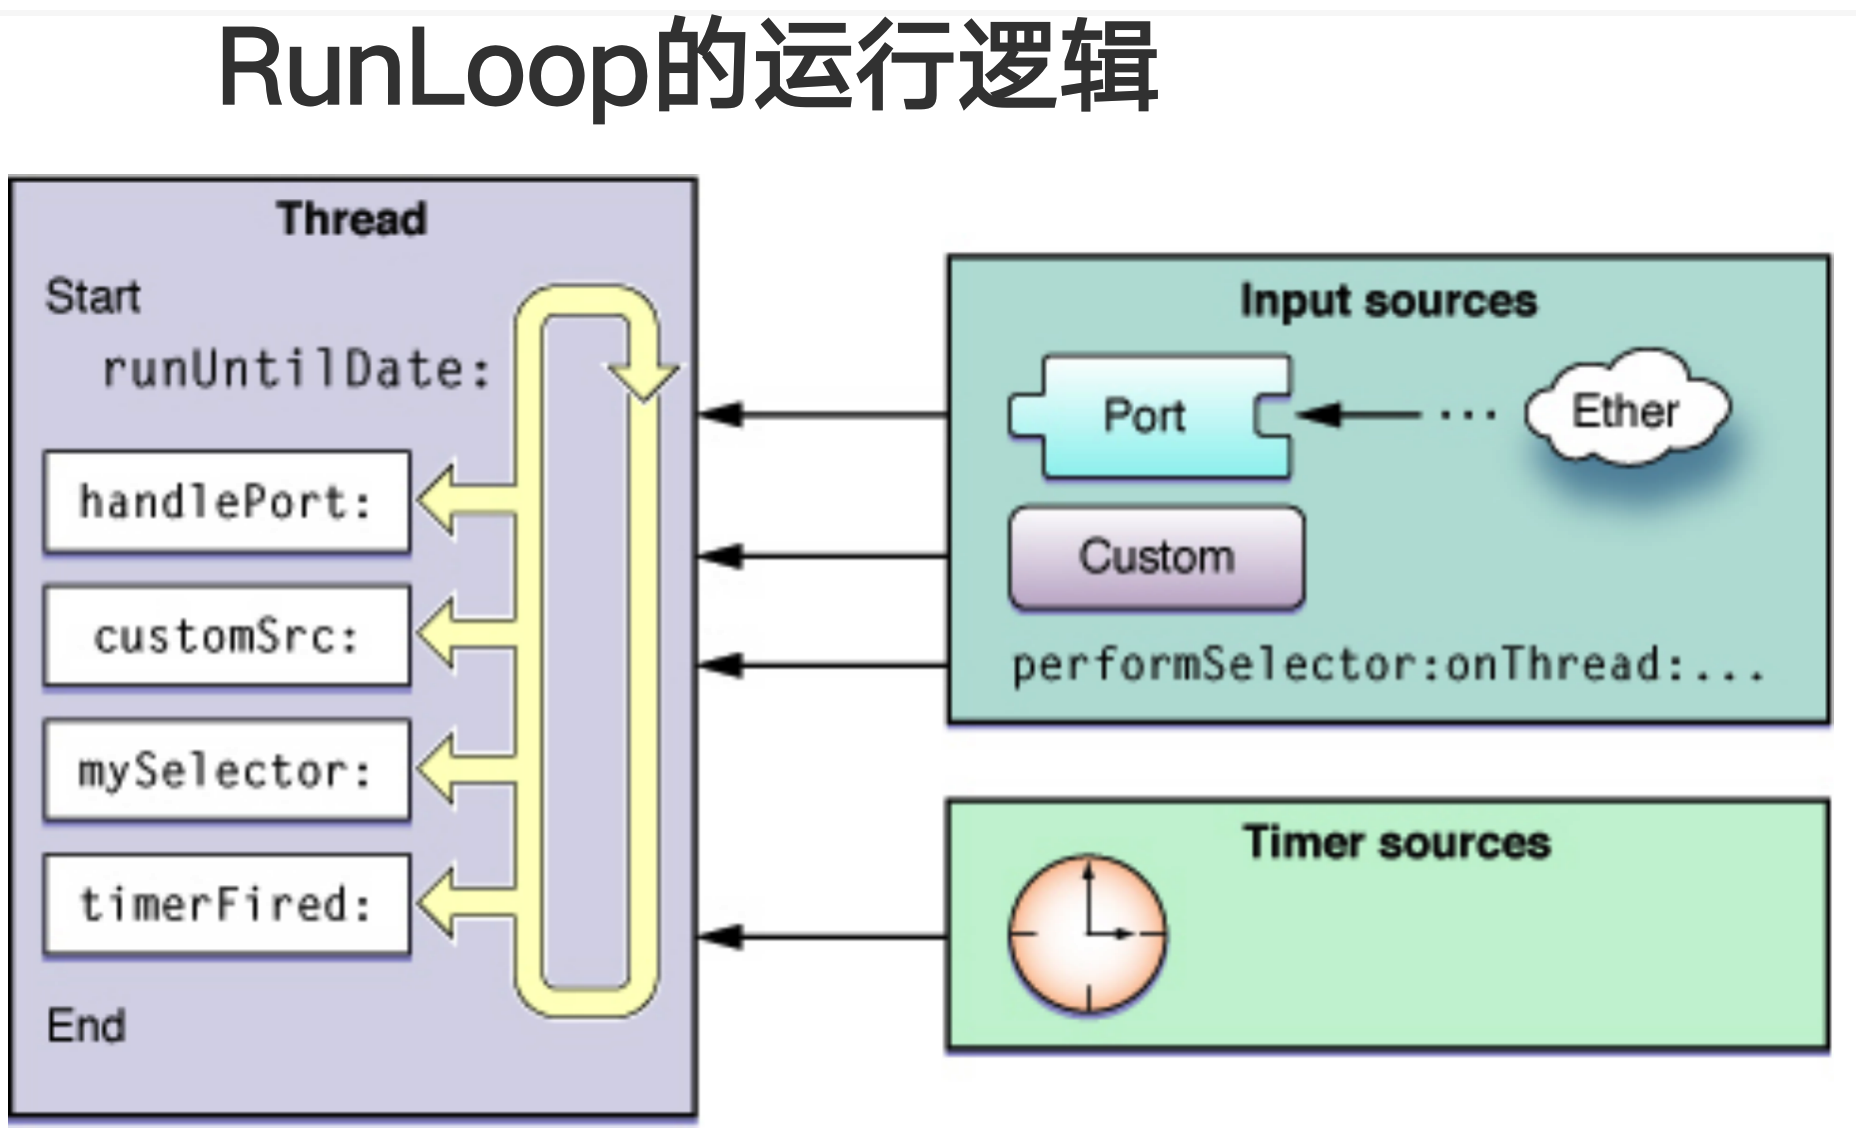 RunLoop的运行逻辑
Thread
Start
runUntilDate:
handlePort:
customSrc:
mySelector:
timerFired:
End
Input sources
Port
Ether
Custom
performSelector:onThread:...
Timer sources